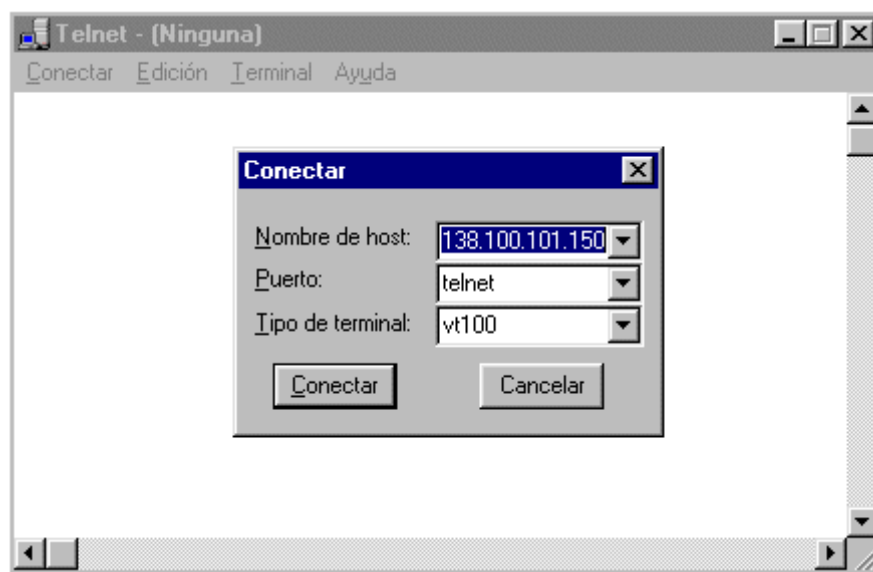 Telnet - (Ninguna)
Conectar Edición Terminal Ayuda
Conectar
Nombre de host: 138.100.101.150
Puerto: telnet
Tipo de terminal: vt100
Conectar Cancelar